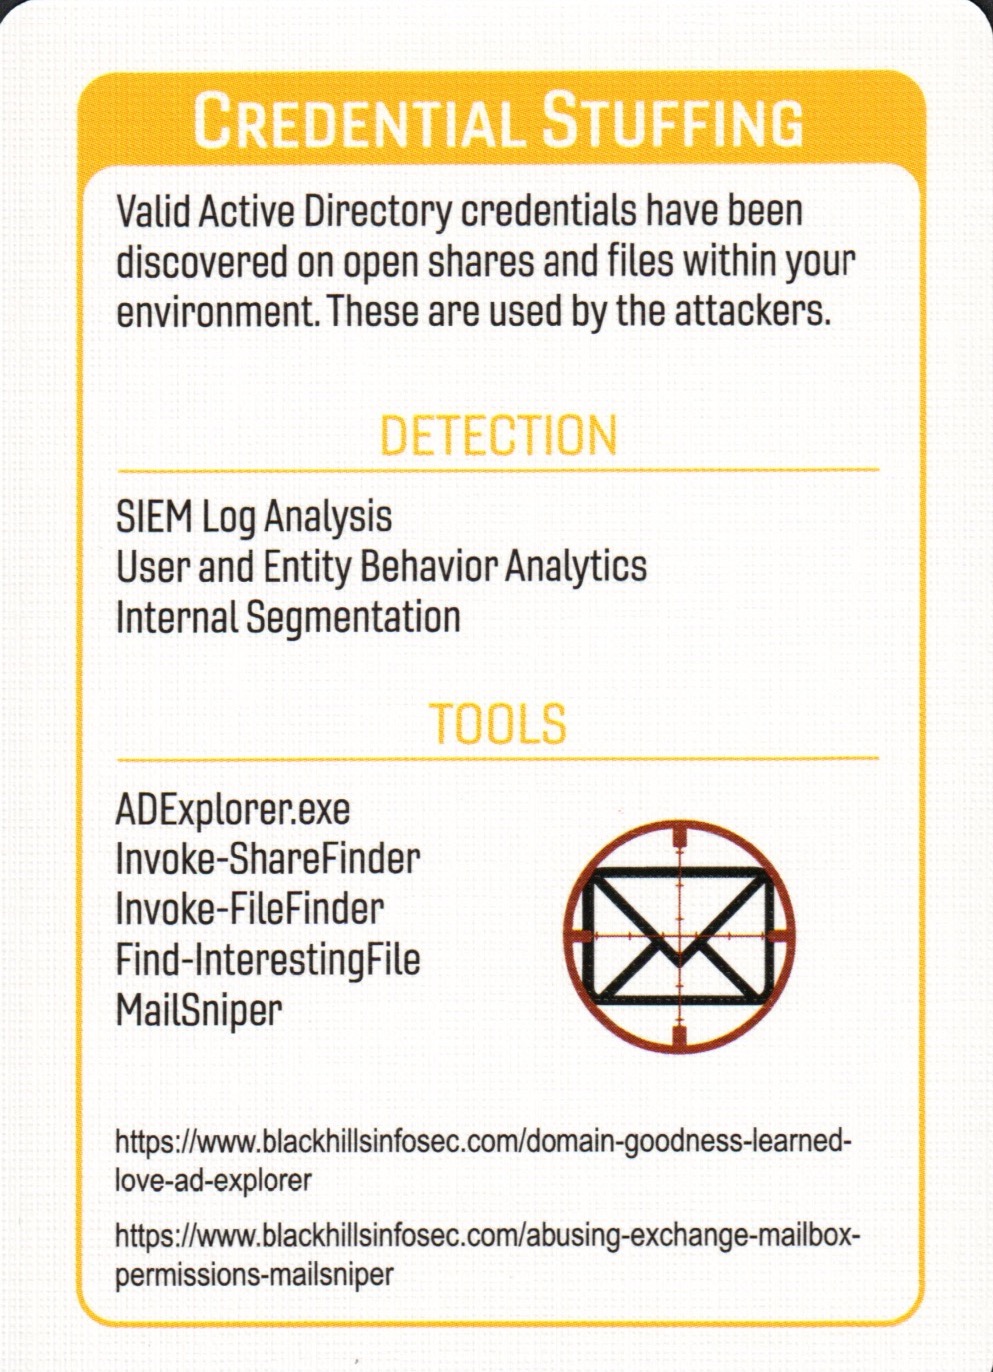 CREDENTIAL STUFFING
Valid Active Directory credentials have been
discovered on open shares and files within your
environment. These are used by the attackers.
DETECTION
SIEM Log Analysis
User and Entity Behavior Analytics
Internal Segmentation
TOOLS
ADExplorer.exe
Invoke-ShareFinder
Invoke-FileFinder
Find-InterestingFile
MailSniper
https://www.blackhillsinfosec.com/domain-goodness-learned-
love-ad-explorer
https://www.blackhillsinfosec.com/abusing-exchange-mailbox-
permissions-mailsniper